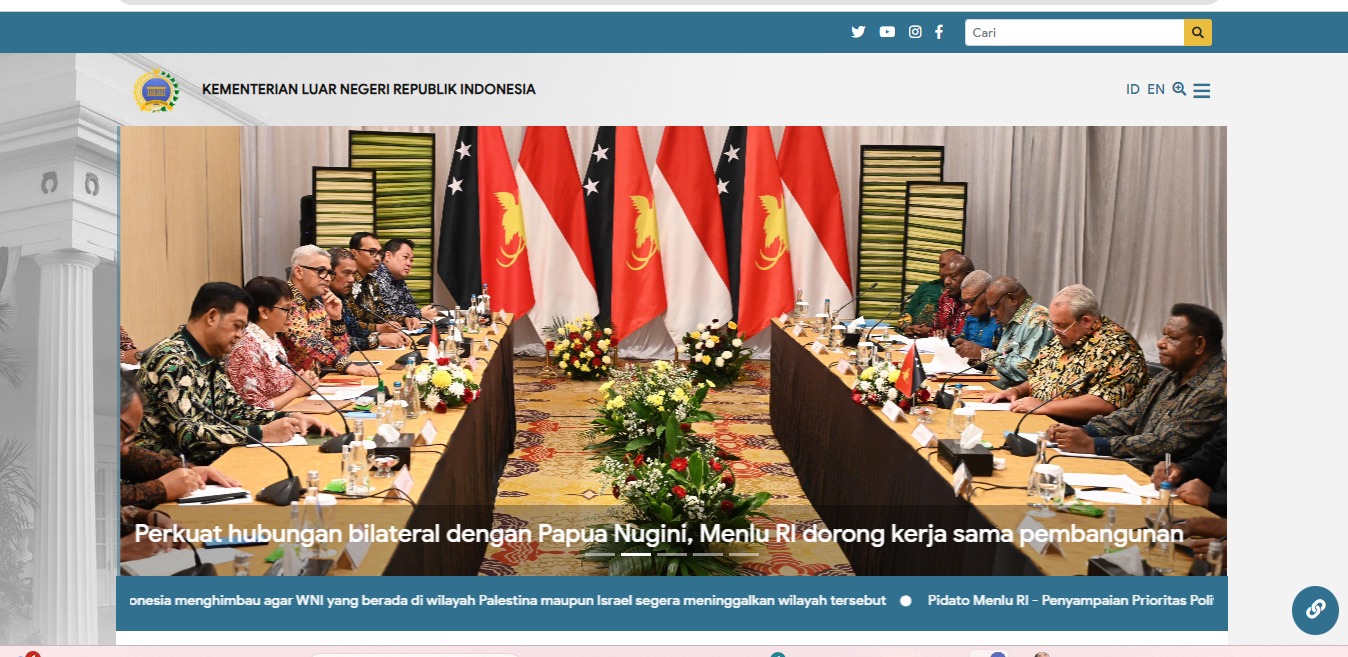 Cari
KEMENTERIAN LUAR NEGERI REPUBLIK INDONESIA
ID EN
Perkuat hubungan bilateral dengan Papua Nugini, Menlu RI dorong kerja sama pembangunan
onesia menghimbau agar WNI yang berada di wilayah Palestina maupun Israel segera meninggalkan wilayah tersebut ● Pidato Menlu RI - Penyampaian Prioritas Poli